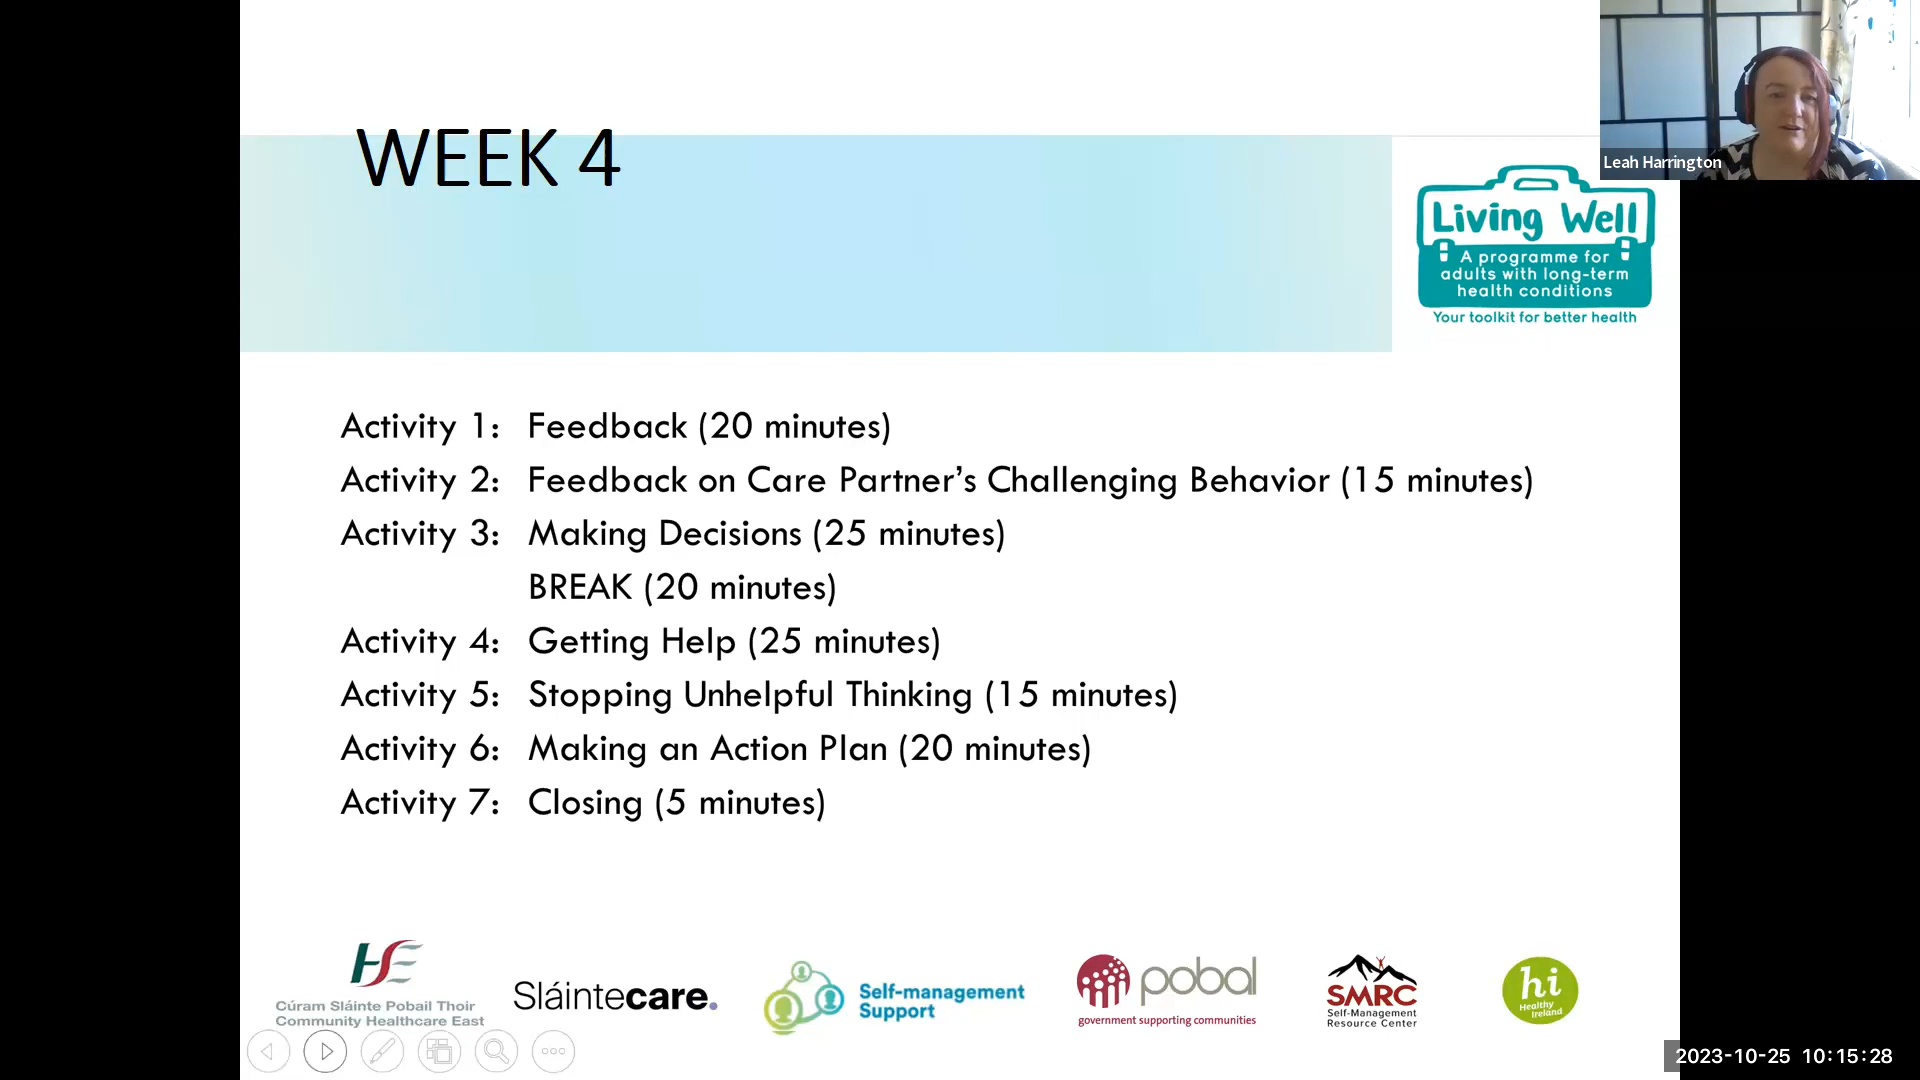 WEEK 4
Leah Harrington
Living Well
A programme for
adults with long-term
health conditions
Your toolkit for better health
Activity 1: Feedback (20 minutes)
Activity 2: Feedback on Care Partner’s Challenging Behavior (15 minutes)
Activity 3: Making Decisions (25 minutes)
BREAK (20 minutes)
Activity 4: Getting Help (25 minutes)
Activity 5: Stopping Unhelpful Thinking (15 minutes)
Activity 6: Making an Action Plan (20 minutes)
Activity 7: Closing (5 minutes)
HSE
Cúram Sláinte Pobail Thoir
Community Healthcare East
Sláintecare.
Self-management
Support
pobal
government supporting communities
SMRC
Self-Management
Resource Center
hi
Healthy
Ireland
2023-10-25 10:15:28